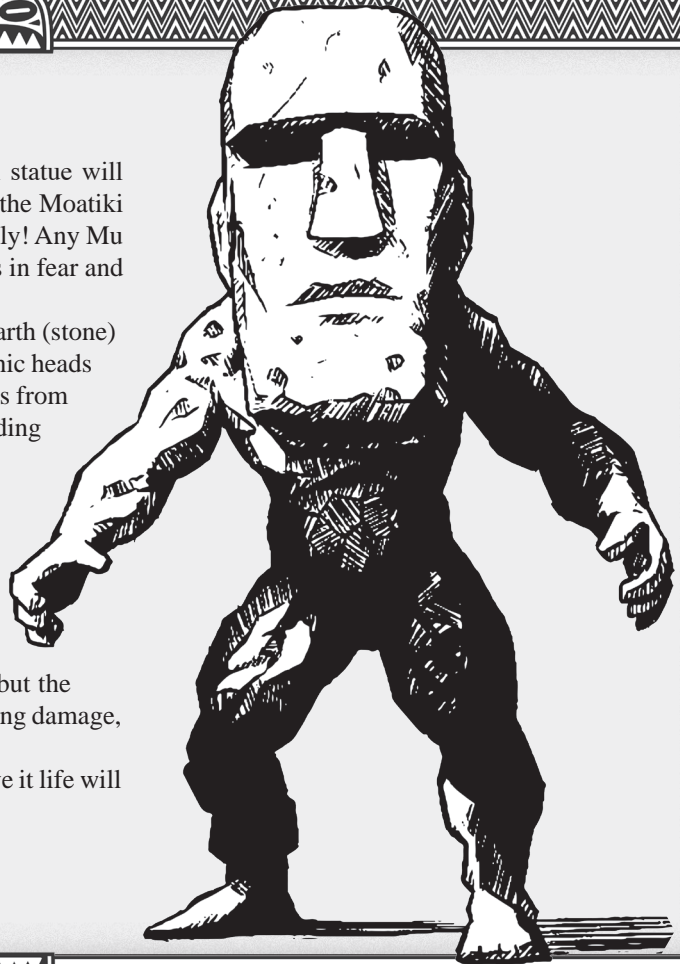 statue will
the Moatiki
ly! Any Mu
s in fear and
arth (stone)
nic heads
s from
ding
but the
ng damage,
e it life will